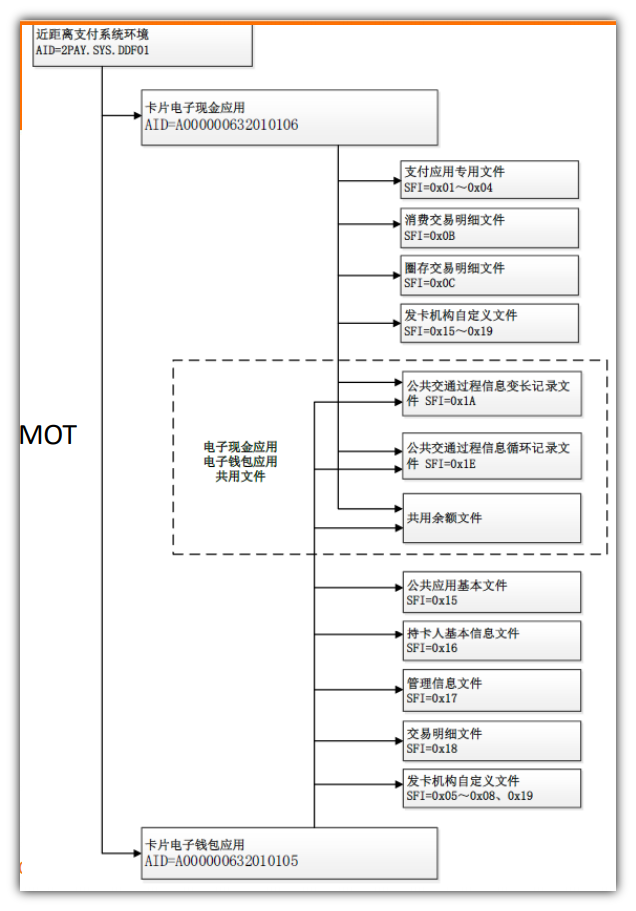 近距离支付系统环境
AID=2PAY.SYS.DDF01
卡片电子现金应用
AID=A000000632010106
支付应用专用文件
SFI=0x01～0x04
消费交易明细文件
SFI=0x0B
圈存交易明细文件
SFI=0x0C
发卡机构自定义文件
SFI=0x15～0x19
公共交通过程信息变长记录文
件 SFI=0x1A
MOT
电子现金应用
电子钱包应用
共用文件
公共交通过程信息循环记录文
件 SFI=0x1E
共用余额文件
公共应用基本文件
SFI=0x15
持卡人基本信息文件
SFI=0x16
管理信息文件
SFI=0x17
交易明细文件
SFI=0x18
发卡机构自定义文件
SFI=0x05～0x08、0x19
卡片电子钱包应用
AID=A000000632010105